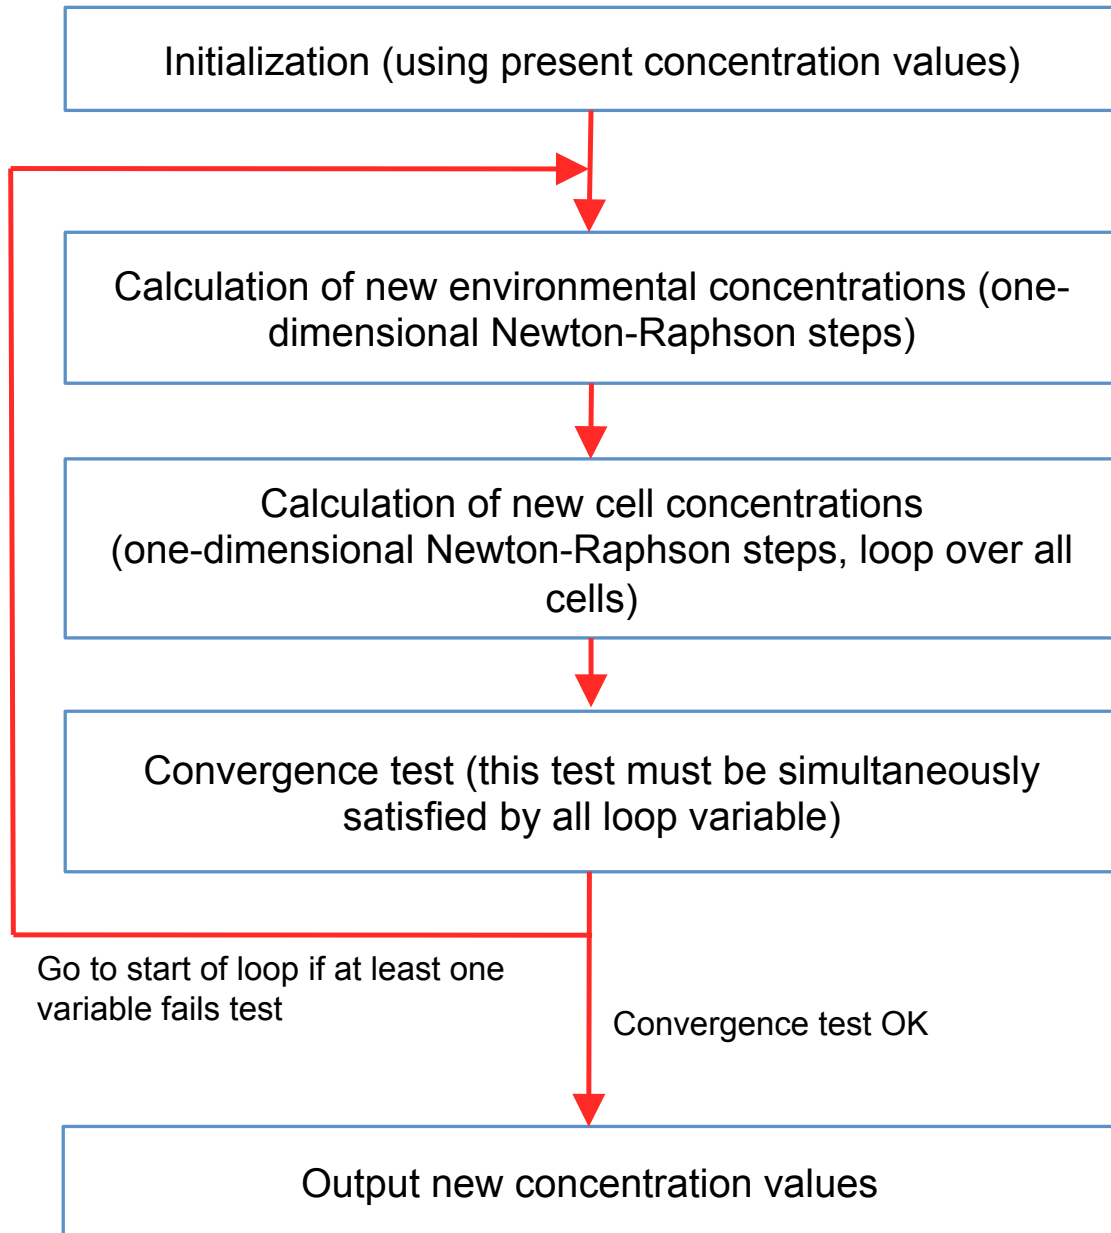 Initialization (using present concentration values)
Calculation of new environmental concentrations (one-
dimensional Newton-Raphson steps)
Calculation of new cell concentrations
(one-dimensional Newton-Raphson steps, loop over all
cells)
Convergence test (this test must be simultaneously
satisfied by all loop variable)
Go to start of loop if at least one
variable fails test
Convergence test OK
Output new concentration values